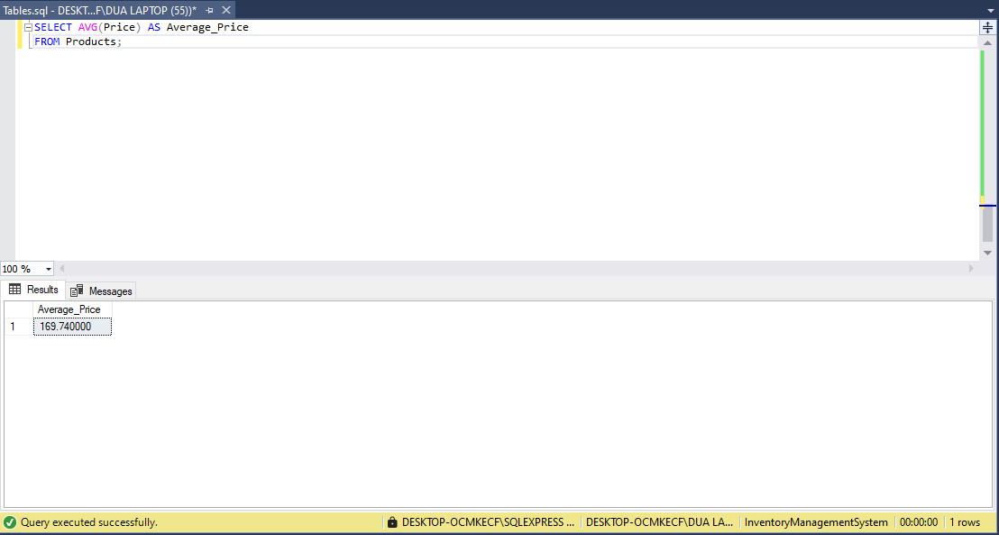 Tables.sql - DESKT...F\DUA LAPTOP (55))*
SELECT AVG(Price) AS Average_Price
FROM Products;
100 %
Results Messages
Average_Price
1 169.740000
Query executed successfully. DESKTOP-OCMKECF\SQLEXPRESS ... DESKTOP-OCMKECF\DUA LA... InventoryManagementSystem 00:00:00 1 rows